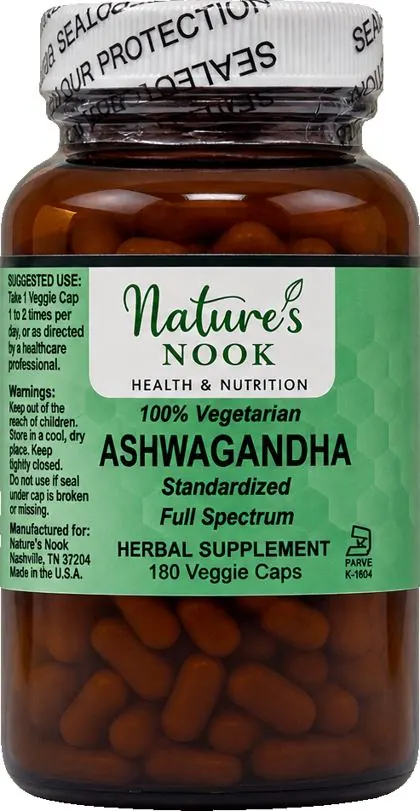 SEALED
YOUR PROTECTION
SEALED
SUGGESTED USE:
Take 1 Veggie Cap
1 to 2 times per
day, or as directed
by a healthcare
professional.
Warnings:
Keep out of the
reach of children.
Store in a cool, dry
place. Keep
tightly closed.
Do not use if seal
under cap is broken
or missing.
Manufactured for:
Nature's Nook
Nashville, TN 37204
Made in the U.S.A.
Nature's
NOOK
HEALTH & NUTRITION
100% Vegetarian
ASHWAGANDHA
Standardized
Full Spectrum
HERBAL SUPPLEMENT
180 Veggie Caps
K
PARVE
K-1604